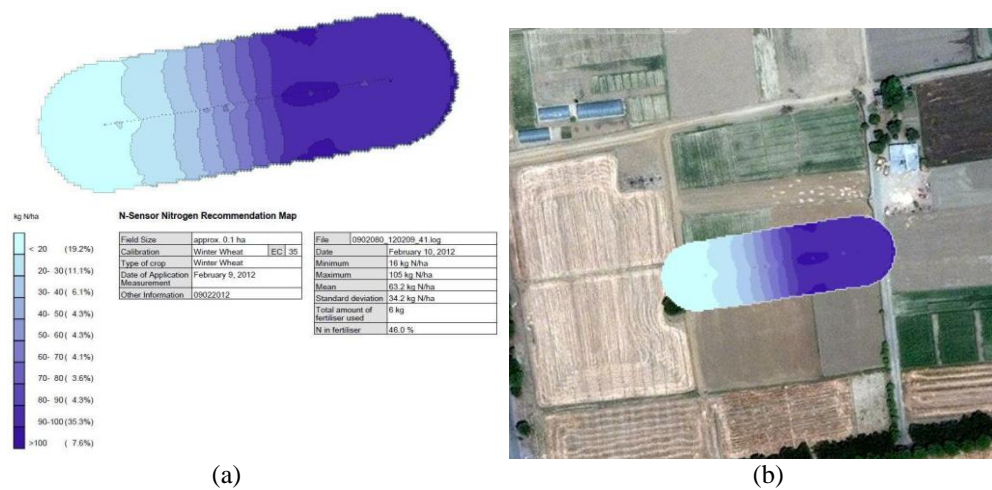 kg N/ha
N-Sensor Nitrogen Recommendation Map
< 20 (19.2%)
20- 30 (11.1%)
30- 40 ( 6.1%)
40- 50 ( 4.3%)
50- 60 ( 4.3%)
60- 70 ( 4.1%)
70- 80 ( 3.6%)
80- 90 ( 4.3%)
90-100 (35.3%)
>100 ( 7.6%)
Field Size approx. 0.1 ha
Calibration Winter Wheat EC 35
Type of crop Winter Wheat
Date of Application February 9, 2012
Measurement
Other Information 09022012
File 0902080_120209_41.log
Date February 10, 2012
Minimum 16 kg N/ha
Maximum 105 kg N/ha
Mean 63.2 kg N/ha
Standard deviation 34.2 kg N/ha
Total amount of 6 kg
fertiliser used
N in fertiliser 46.0 %
(a)
(b)